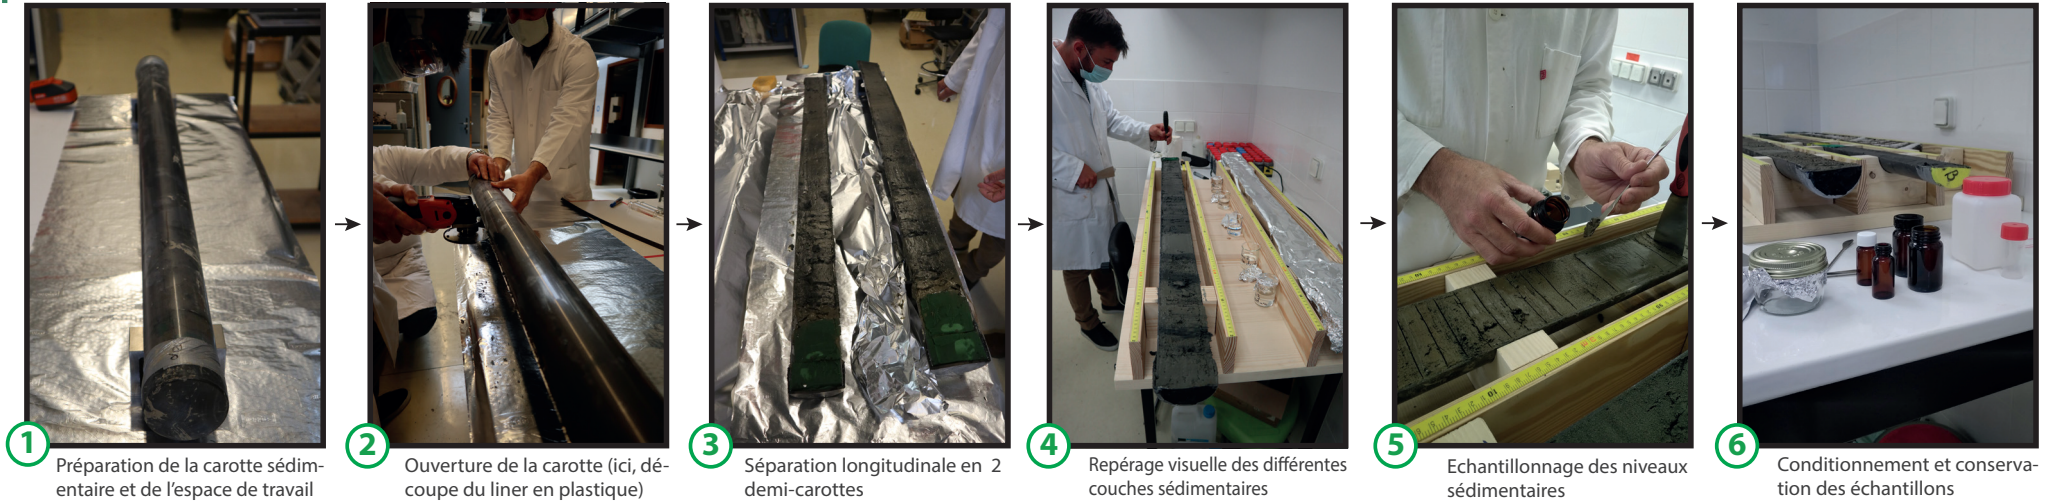 1
Préparation de la carotte sédim-
entaire et de l'espace de travail
2
Ouverture de la carotte (ici, dé-
coupe du liner en plastique)
3
Séparation longitudinale en 2
demi-carottes
4
Repérage visuelle des différentes
couches sédimentaires
5
Echantillonnage des niveaux
sédimentaires
6
Conditionnement et conserva-
tion des échantillons